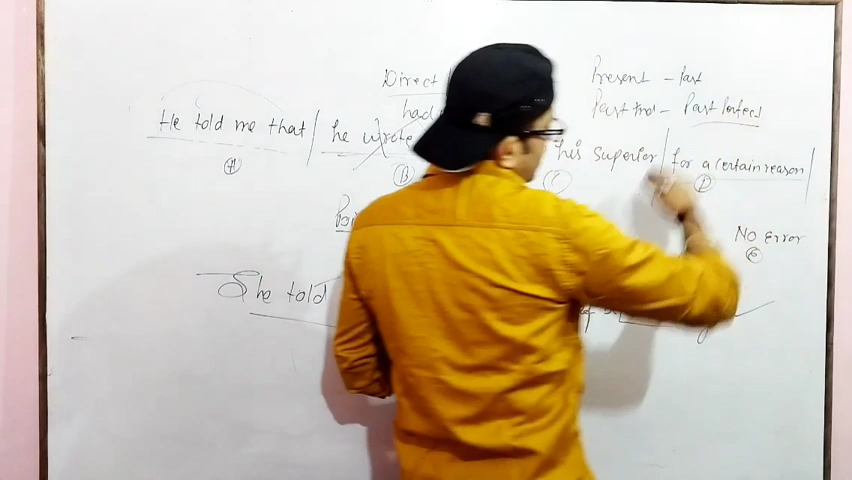 Direct Present - Past
had Past Ind - Past Perfect
He told me that / he wrote his Superior / for a certain reason /
A B C D
No Error
E
She told of